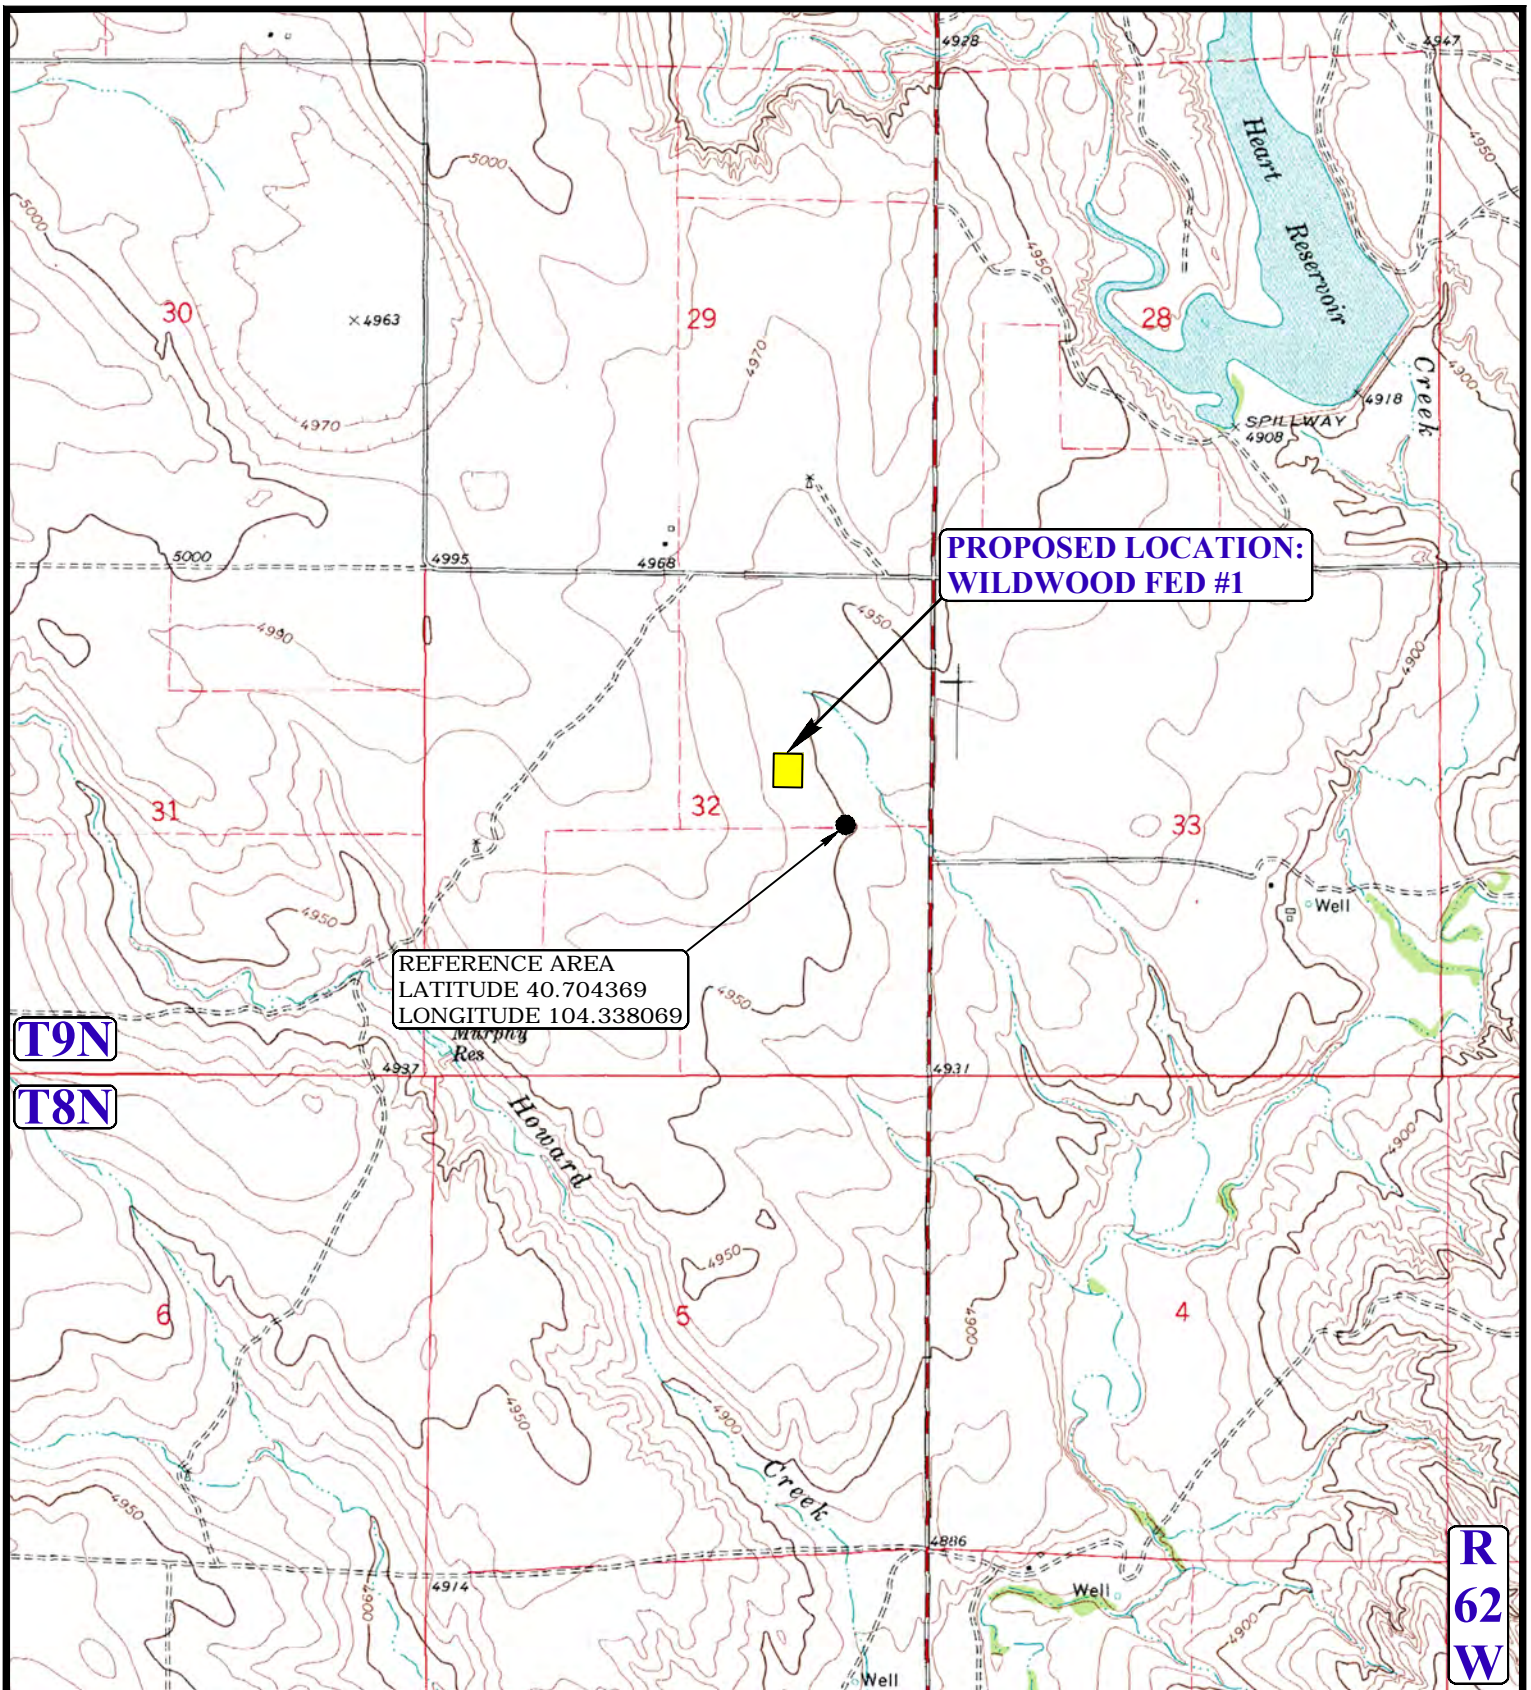 4928
4947
5000
4950
Heart
Reservoir
5000
4950
30
×4963
29
4970
28
Creek
4900
4918
4970
SPILLWAY
4908
5000
4995
4968
PROPOSED LOCATION:
WILDWOOD FED #1
4990
4950
4900
31
32
33
Well
4950
REFERENCE AREA
LATITUDE 40.704369
LONGITUDE 104.338069
4950
T9N
Murphy
Res
4937
4931
T8N
Howard
4900
4950
6
5
4
4900
4950
4900
Creek
4950
4886
4914
4900
Well
4900
Well
R
62
W